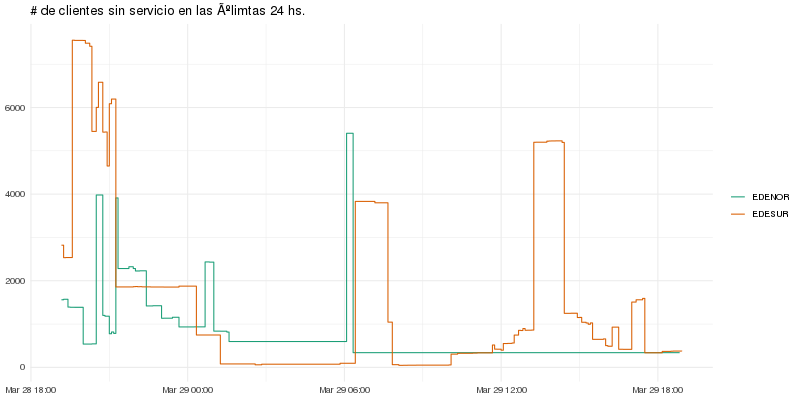 # de clientes sin servicio en las Ãºlimtas 24 hs.
6000
4000
2000
0
Mar 28 18:00 Mar 29 00:00 Mar 29 06:00 Mar 29 12:00 Mar 29 18:00
EDENOR
EDESUR